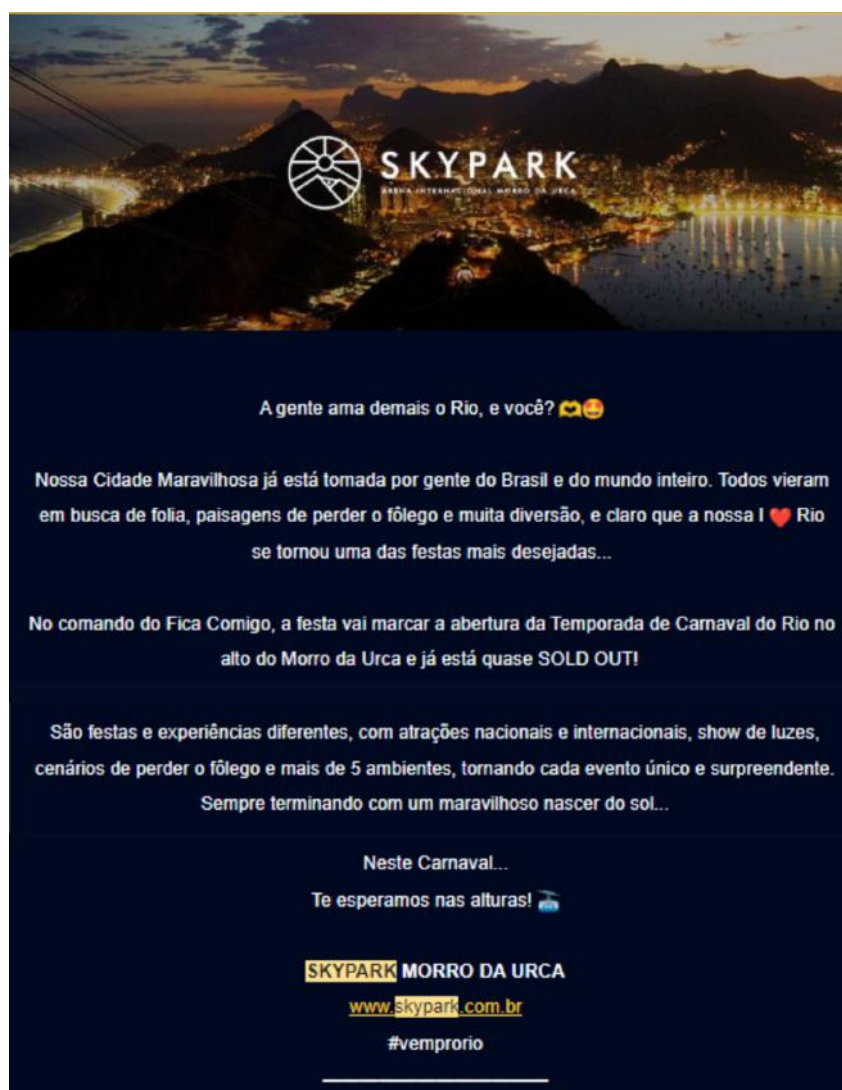 SKYPARK
ARENA INTERNACIONAL MORRO DA URCA
A gente ama demais o Rio, e você? 🫶🤩
Nossa Cidade Maravilhosa já está tomada por gente do Brasil e do mundo inteiro. Todos vieram
em busca de folia, paisagens de perder o fôlego e muita diversão, e claro que a nossa I ❤️ Rio
se tornou uma das festas mais desejadas...
No comando do Fica Comigo, a festa vai marcar a abertura da Temporada de Carnaval do Rio no
alto do Morro da Urca e já está quase SOLD OUT!
São festas e experiências diferentes, com atrações nacionais e internacionais, show de luzes,
cenários de perder o fôlego e mais de 5 ambientes, tornando cada evento único e surpreendente.
Sempre terminando com um maravilhoso nascer do sol...
Neste Carnaval...
Te esperamos nas alturas! 🚡
SKYPARK MORRO DA URCA
www.skypark.com.br
#vemprorio